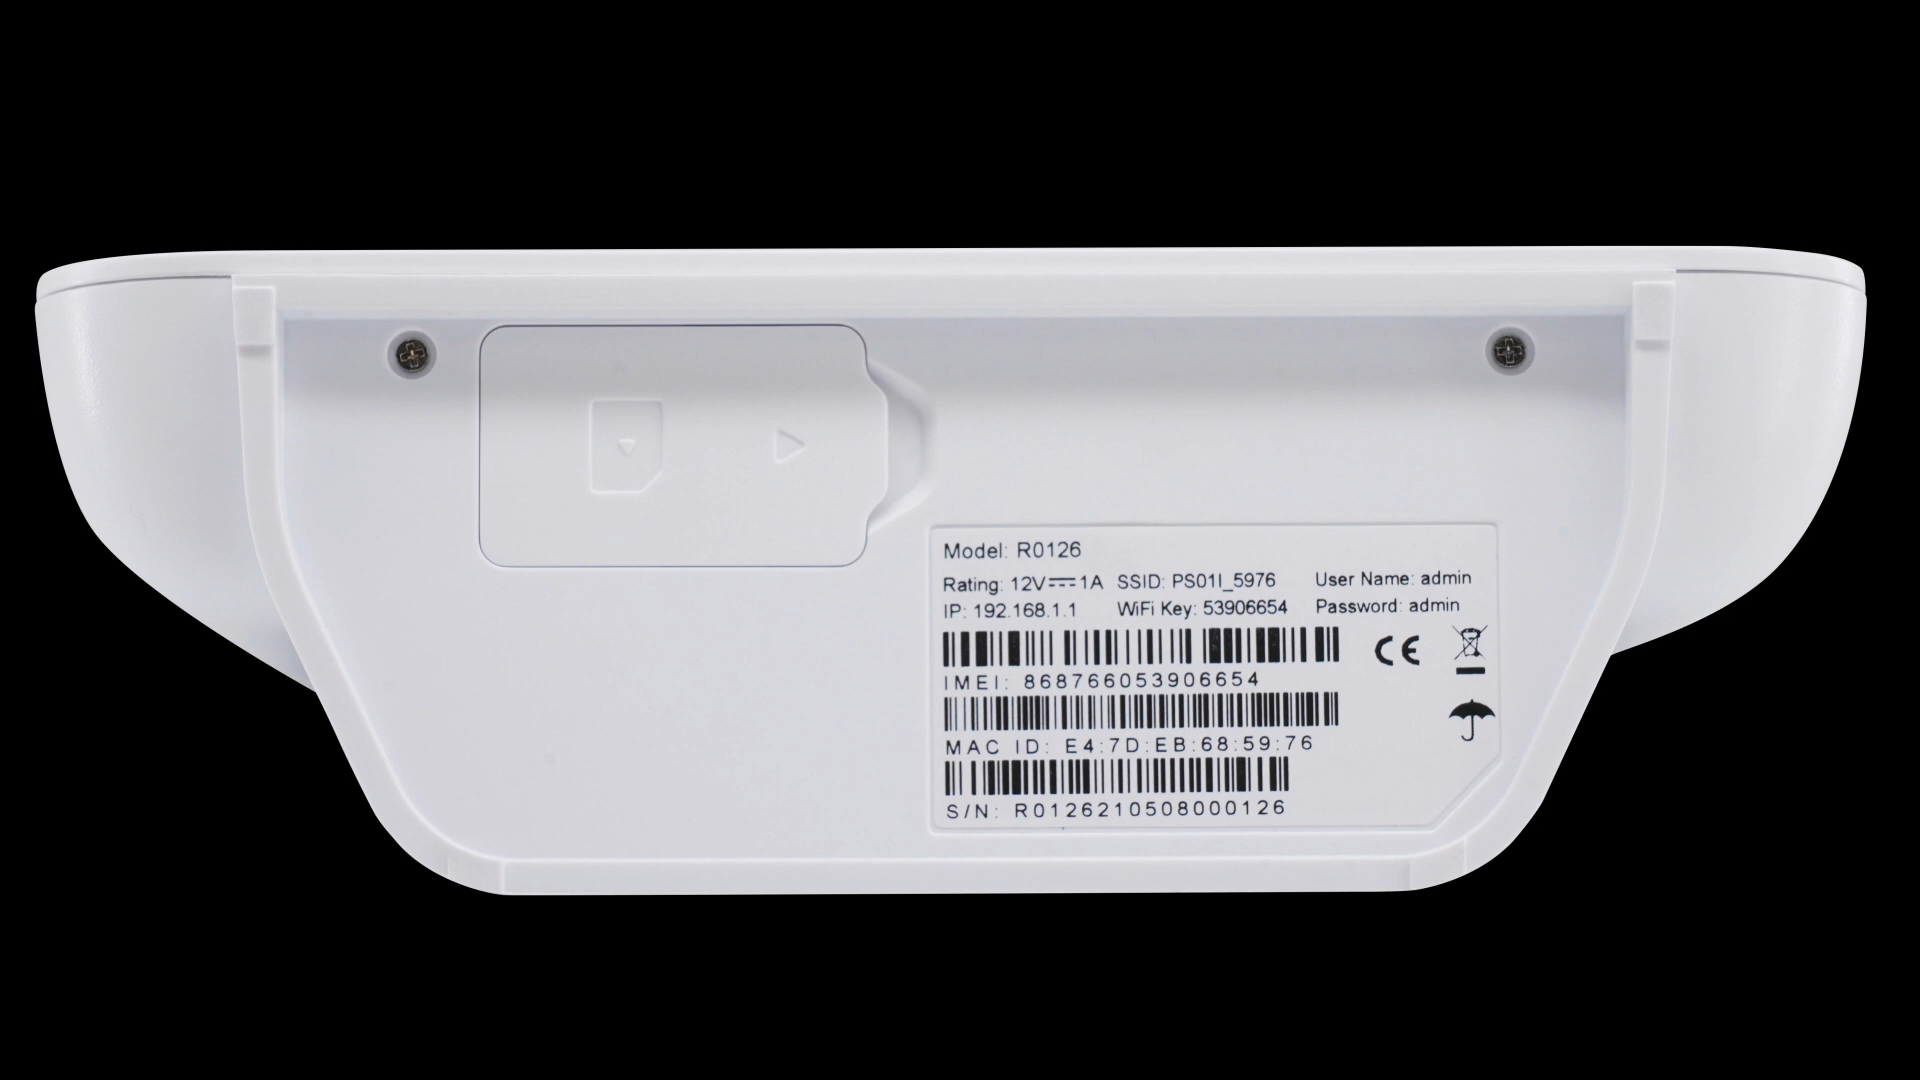 Model: R0126
Rating: 12V⎓1A SSID: PS01I_5976 User Name: admin
IP: 192.168.1.1 WiFi Key: 53906654 Password: admin
CE
IMEI: 868766053906654
MAC ID: E4:7D:EB:68:59:76
S/N: R0126210508000126